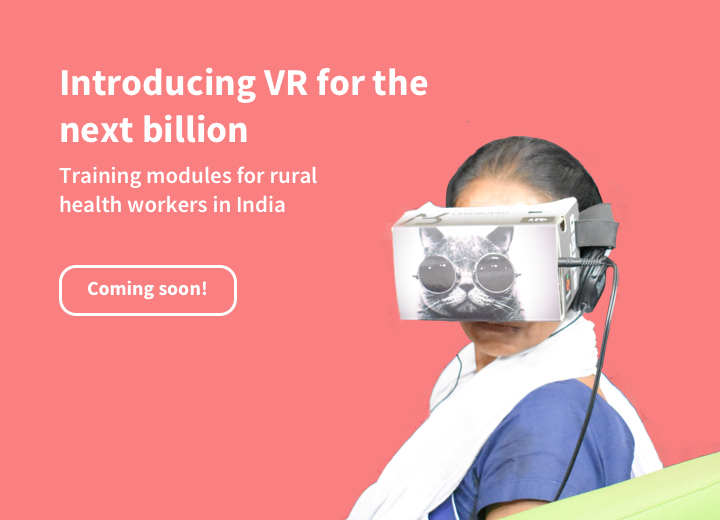 Introducing VR for the
next billion
Training modules for rural
health workers in India
Coming soon!